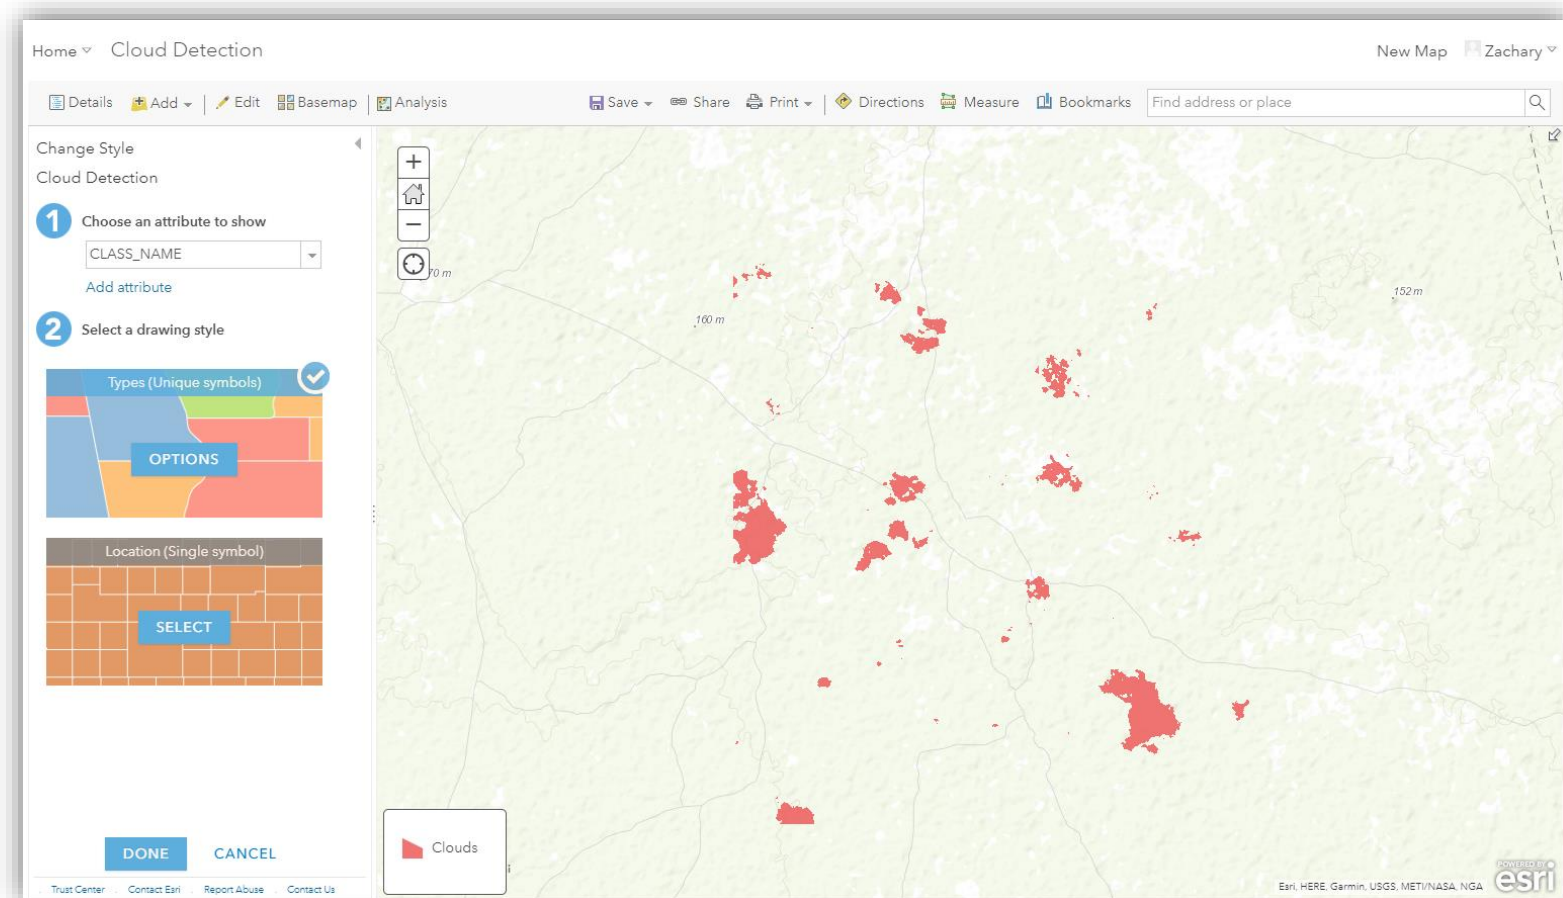 Home Cloud Detection New Map Zachary
Details Add Edit Basemap Analysis Save Share Print Directions Measure Bookmarks Find address or place
Change Style
Cloud Detection
1 Choose an attribute to show
CLASS_NAME
Add attribute
2 Select a drawing style
Types (Unique symbols)
OPTIONS
Location (Single symbol)
SELECT
DONE CANCEL
Trust Center Contact Esri Report Abuse Contact Us
70 m
160 m
152 m
Clouds
Esri, HERE, Garmin, USGS, METI/NASA, NGA
POWERED BY
esri